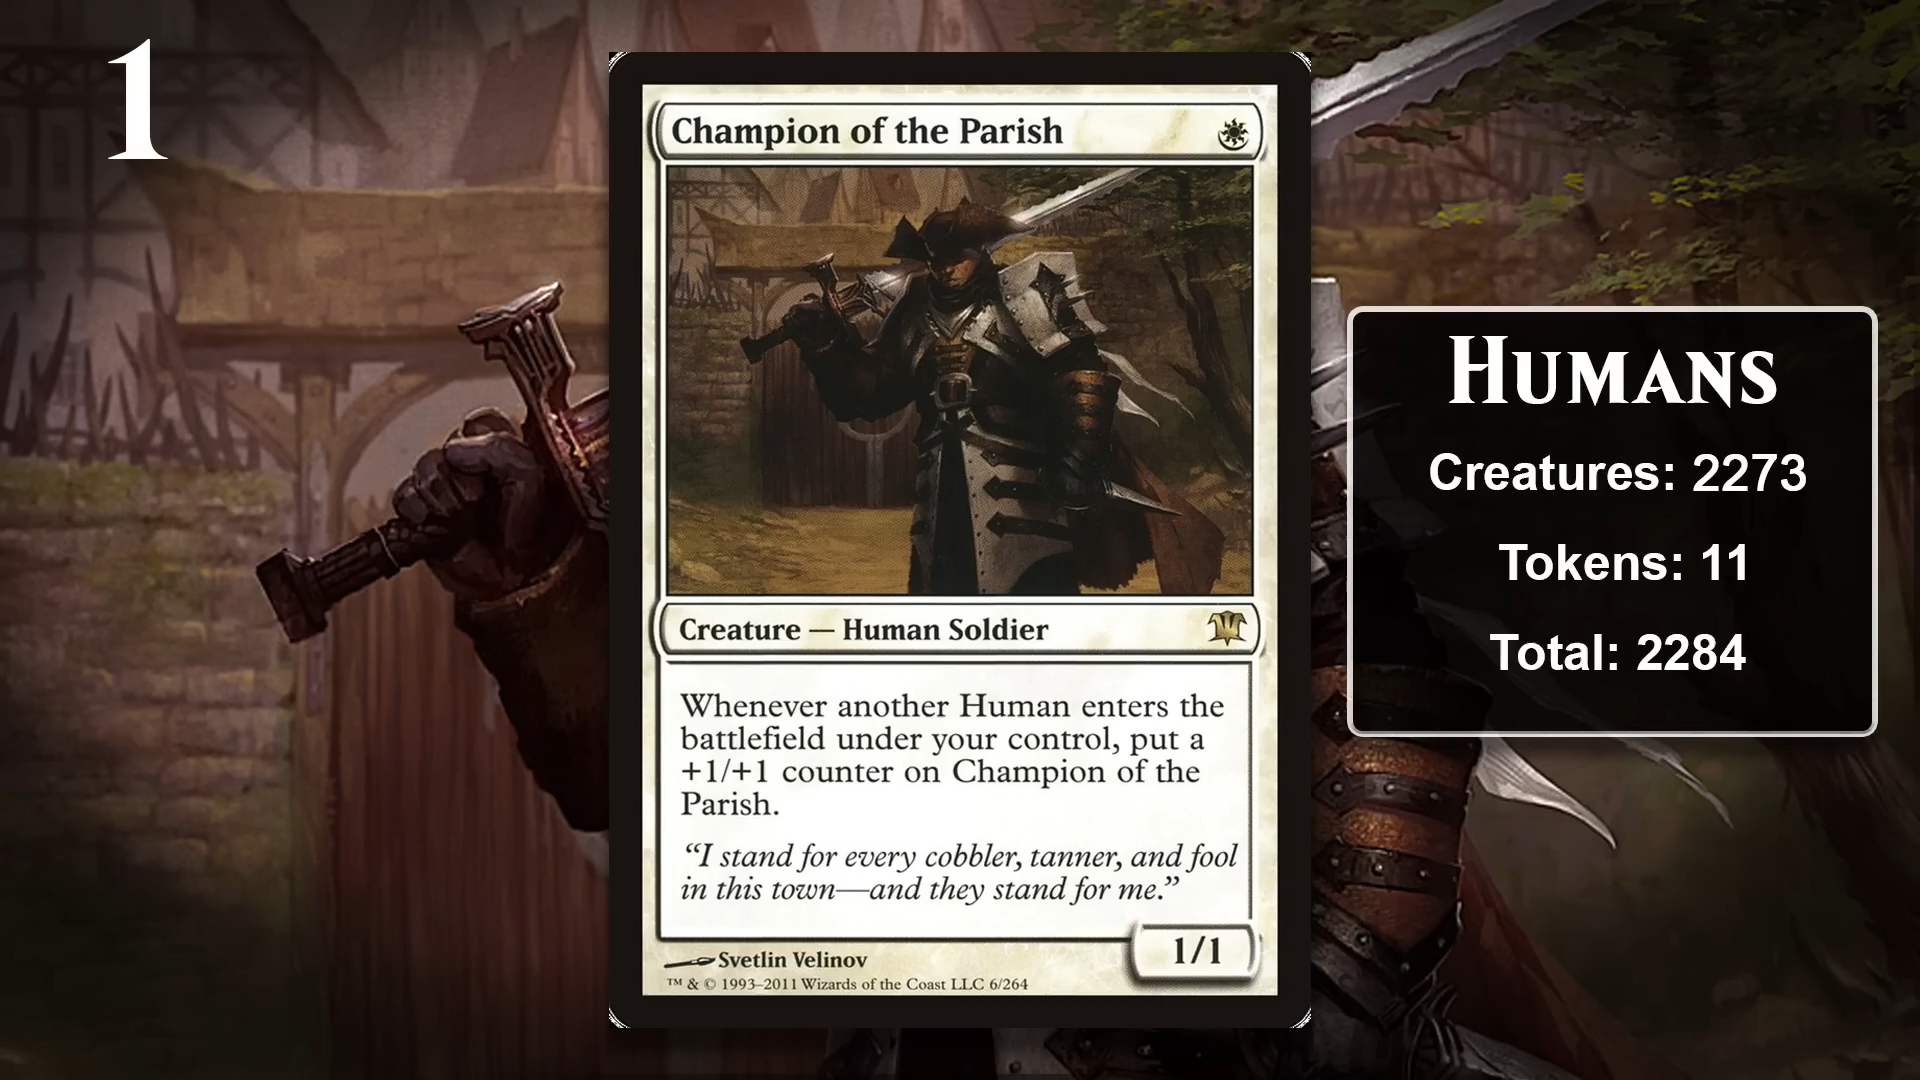 1
Champion of the Parish
Creature — Human Soldier
Whenever another Human enters the
battlefield under your control, put a
+1/+1 counter on Champion of the
Parish.
“I stand for every cobbler, tanner, and fool
in this town—and they stand for me.”
1/1
Svetlin Velinov
™ & © 1993–2011 Wizards of the Coast LLC 6/264
HUMANS
Creatures: 2273
Tokens: 11
Total: 2284